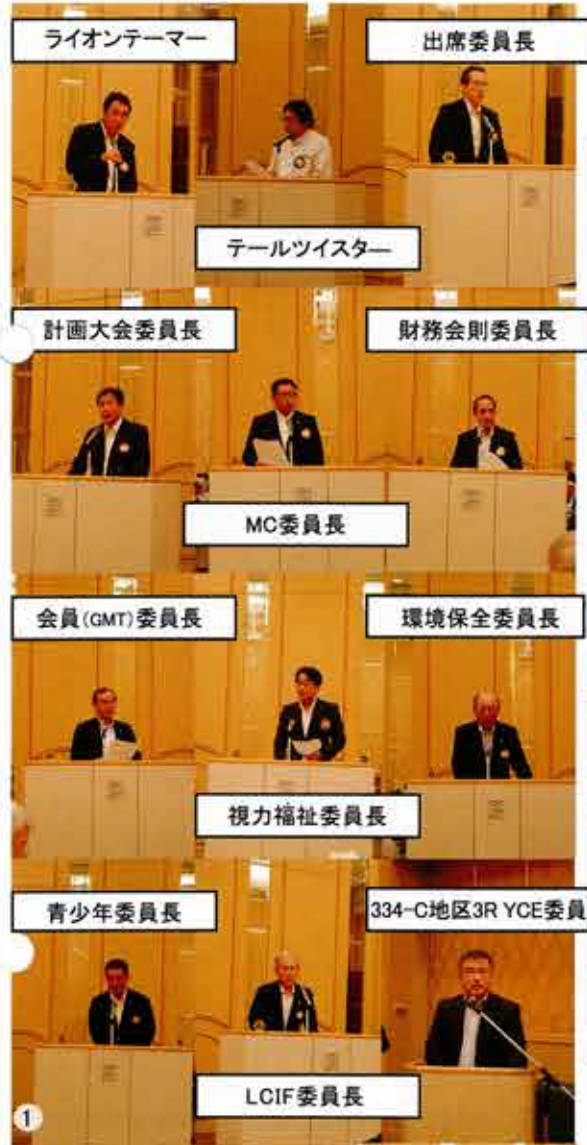 ライオンテーマー
出席委員長
テールツイスター
計画大会委員長
財務会則委員長
MC委員長
会員(GMT)委員長
環境保全委員長
視力福祉委員長
青少年委員長
334-C地区3R YCE委員
LCIF委員長
1